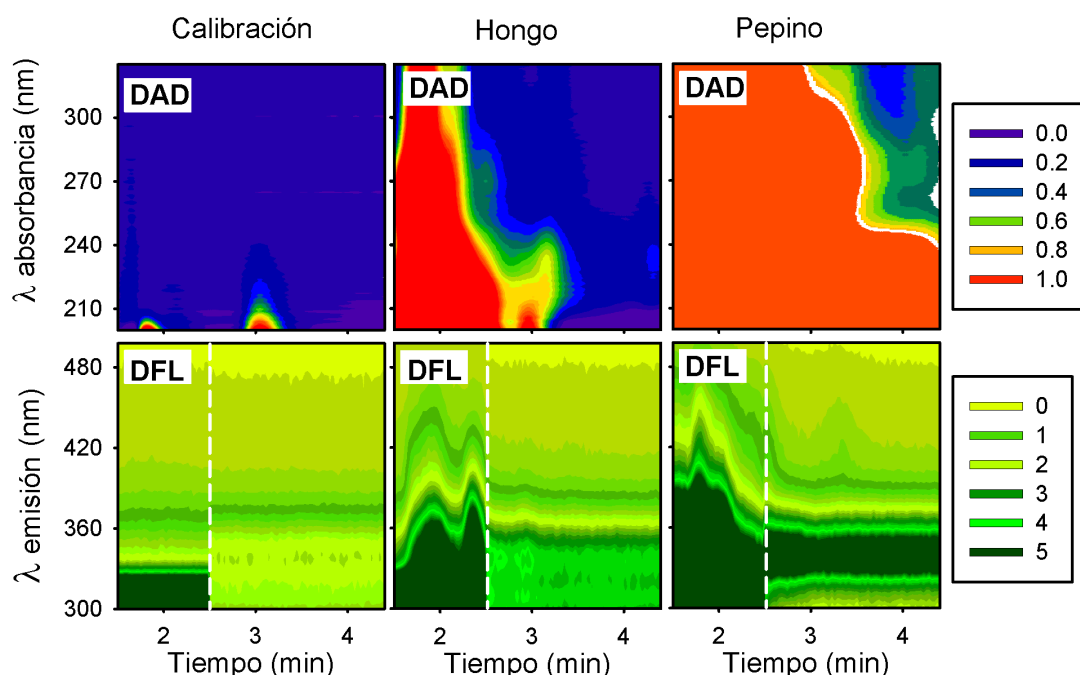 Calibración Hongo Pepino
DAD DAD
λ absorbancia (nm)
300
270
240
210
0.0
0.2
0.4
0.6
0.8
1.0
DFL DFL DFL
λ emisión (nm)
480
420
360
300
0
1
2
3
4
5
2 3 4 2 3 4 2 3 4
Tiempo (min) Tiempo (min) Tiempo (min)